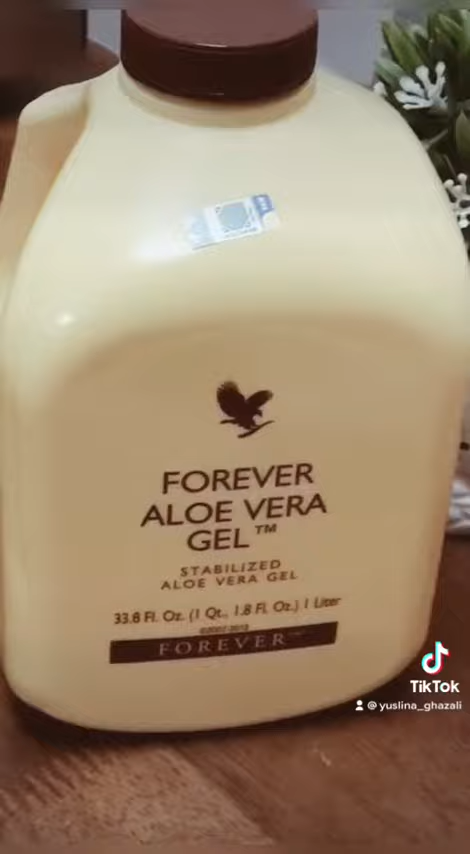 FOREVER
ALOE VERA
GEL™
STABILIZED
ALOE VERA GEL
33.8 Fl. Oz. (1 Qt., 1.8 Fl. Oz.) 1 Liter
FOREVER™
TikTok
@yuslina_ghazali